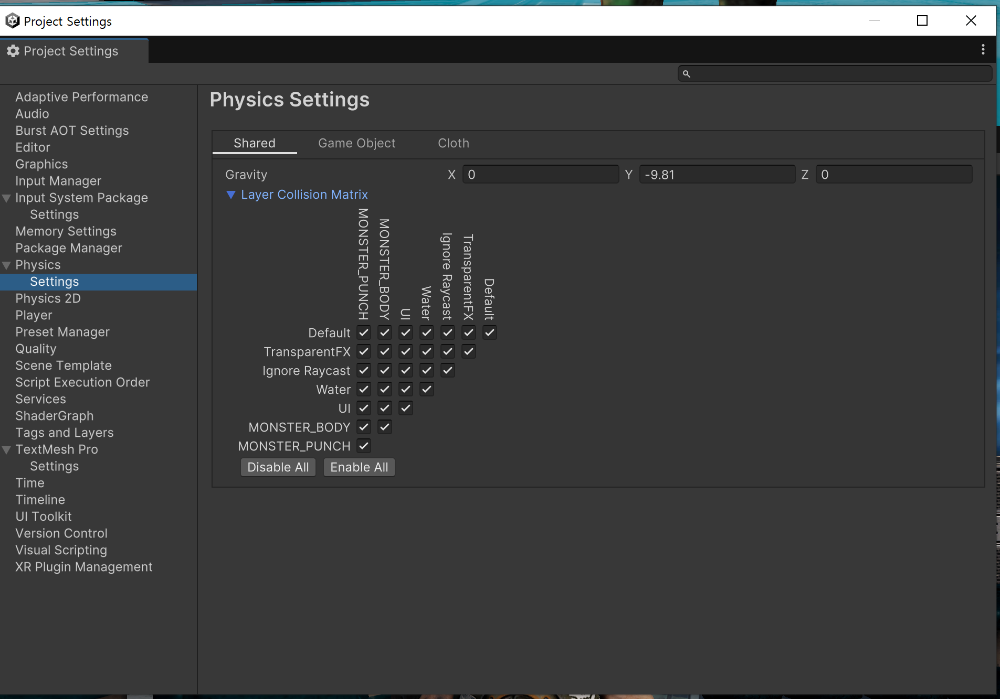 Project Settings
Project Settings
Adaptive Performance
Audio
Burst AOT Settings
Editor
Graphics
Input Manager
Input System Package
Settings
Memory Settings
Package Manager
Physics
Settings
Physics 2D
Player
Preset Manager
Quality
Scene Template
Script Execution Order
Services
ShaderGraph
Tags and Layers
TextMesh Pro
Settings
Time
Timeline
UI Toolkit
Version Control
Visual Scripting
XR Plugin Management
Physics Settings
Shared Game Object Cloth
Gravity X 0 Y -9.81 Z 0
Layer Collision Matrix
MONSTER_PUNCH
MONSTER_BODY
UI
Water
Ignore Raycast
TransparentFX
Default
Default
TransparentFX
Ignore Raycast
Water
UI
MONSTER_BODY
MONSTER_PUNCH
Disable All Enable All